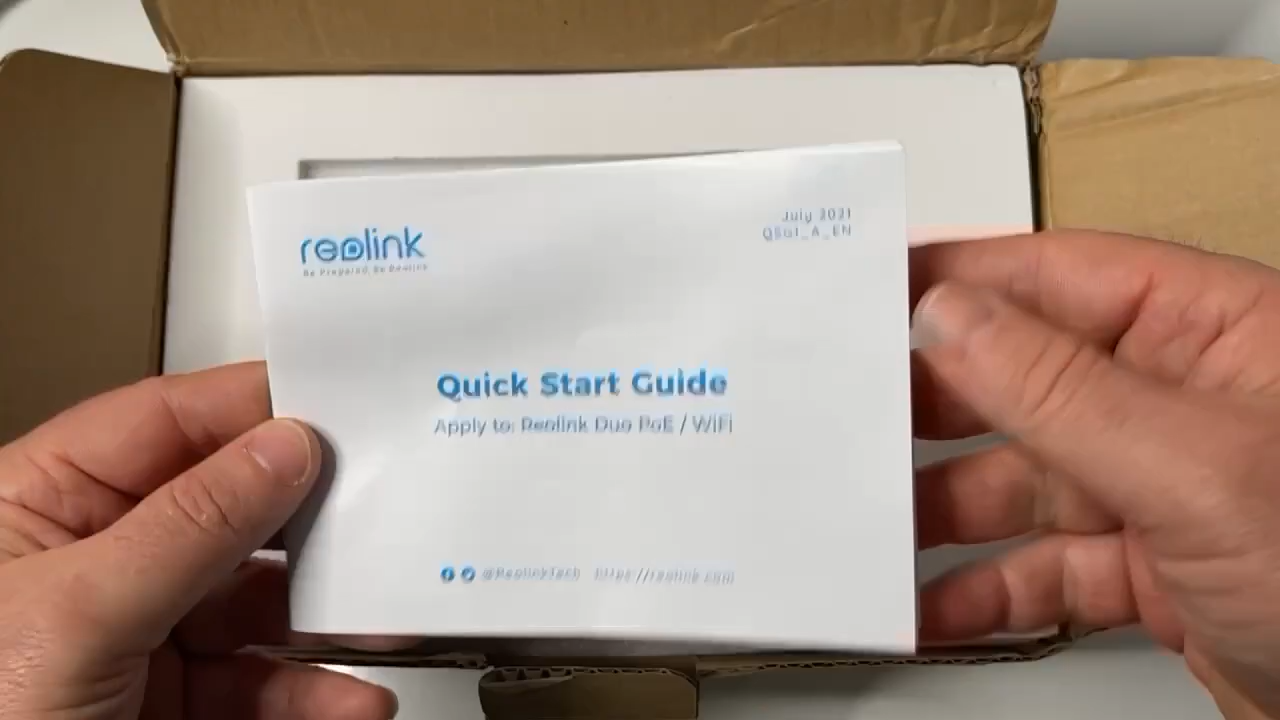 reolink
Be Prepared, Be Reolink
July 2021
QSG1_A_EN
Quick Start Guide
Apply to: Reolink Duo PoE / WiFi
@ReolinkTech https://reolink.com